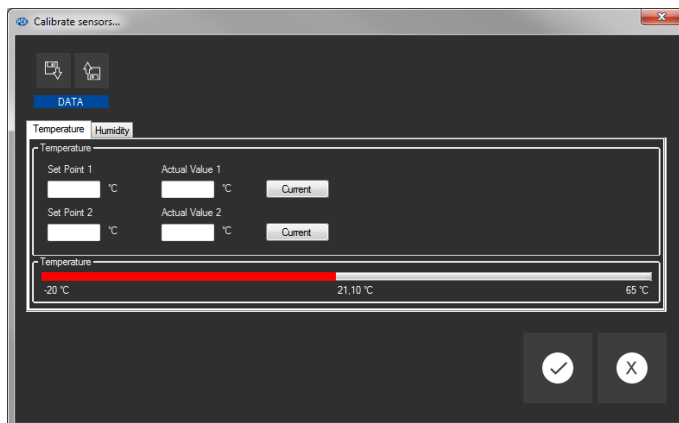 Calibrate sensors...
DATA
Temperature Humidity
Temperature
Set Point 1 Actual Value 1
°C °C Current
Set Point 2 Actual Value 2
°C °C Current
Temperature
-20 °C 21,10 °C 65 °C
X